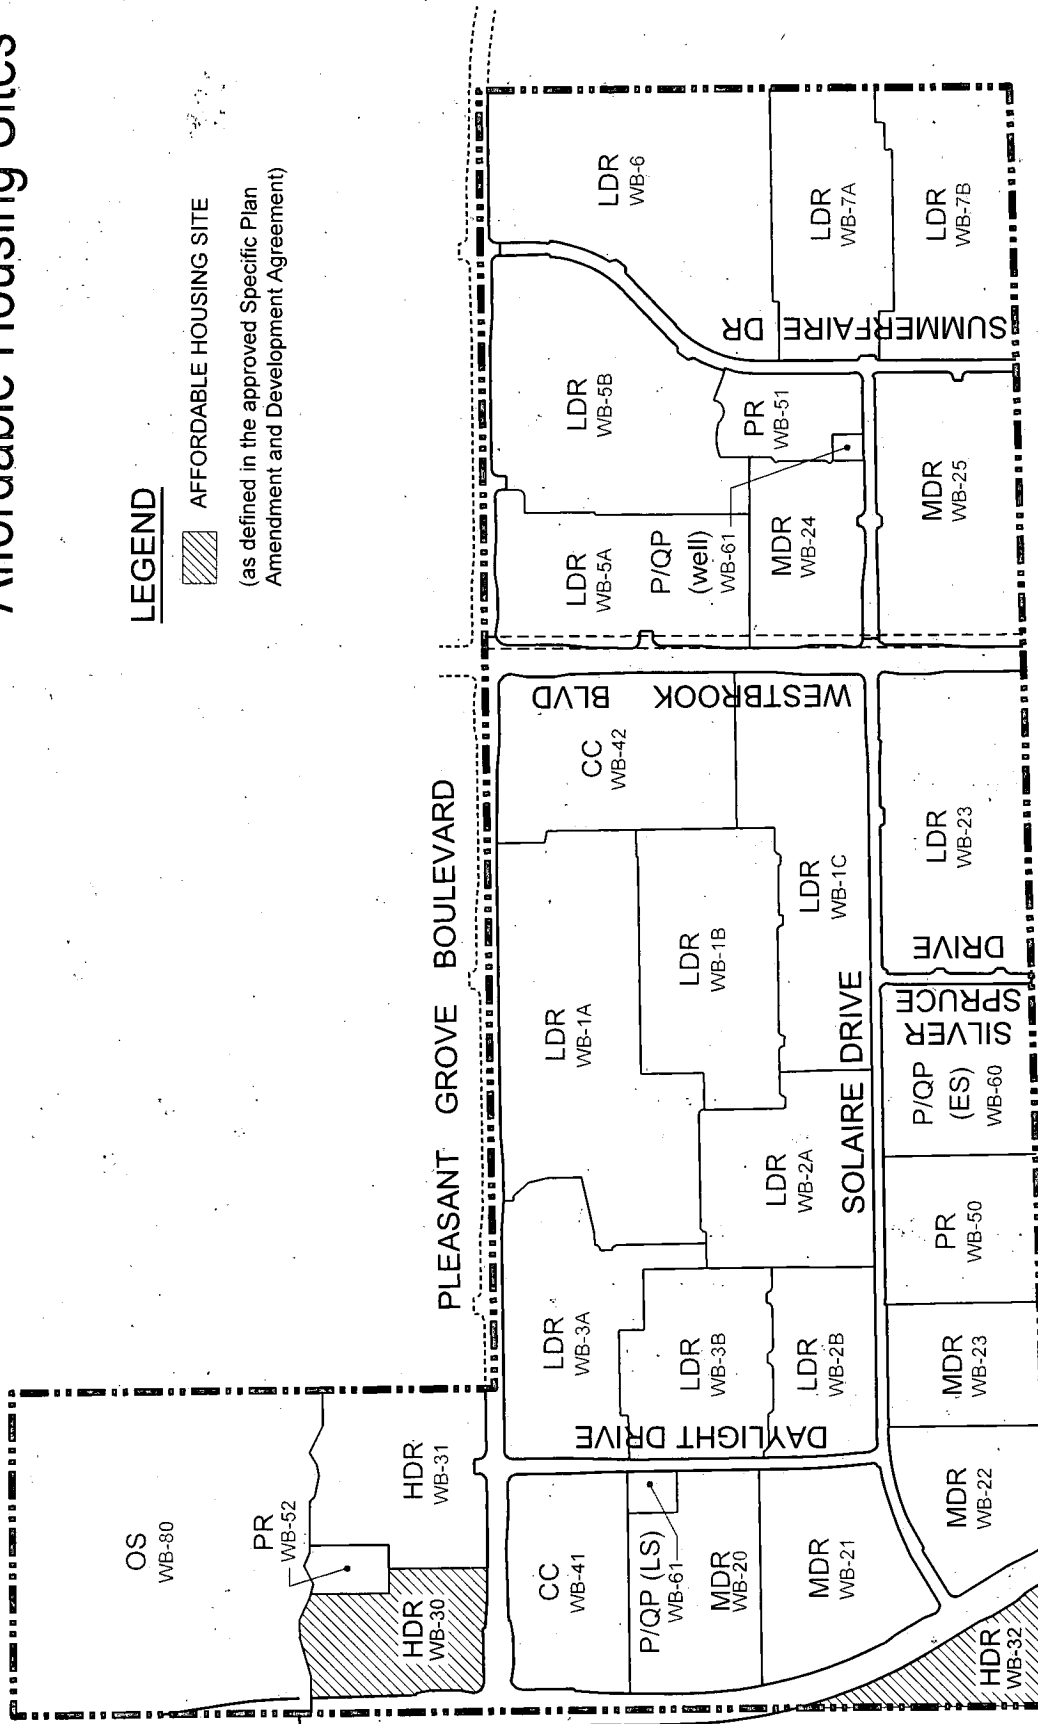 Affordable Housing Sites
LEGEND
AFFORDABLE HOUSING SITE
(as defined in the approved Specific Plan
Amendment and Development Agreement)
OS
WB-80
PR
WB-52
HDR
WB-31
HDR
WB-30
PLEASANT GROVE BOULEVARD
CC
WB-41
P/QP (LS)
WB-61
MDR
WB-20
MDR
WB-21
MDR
WB-22
HDR
WB-32
DAYLIGHT DRIVE
LDR
WB-3A
LDR
WB-3B
LDR
WB-2B
MDR
WB-23
LDR
WB-1A
LDR
WB-1B
LDR
WB-2A
LDR
WB-1C
SOLAIRE DRIVE
PR
WB-50
P/QP
(ES)
WB-60
SILVER
SPRUCE
DRIVE
LDR
WB-23
CC
WB-42
WESTBROOK BLVD
LDR
WB-5A
P/QP
(well)
WB-61
MDR
WB-24
LDR
WB-5B
PR
WB-51
MDR
WB-25
SUMMERFAIRE DR
LDR
WB-6
LDR
WB-7A
LDR
WB-7B